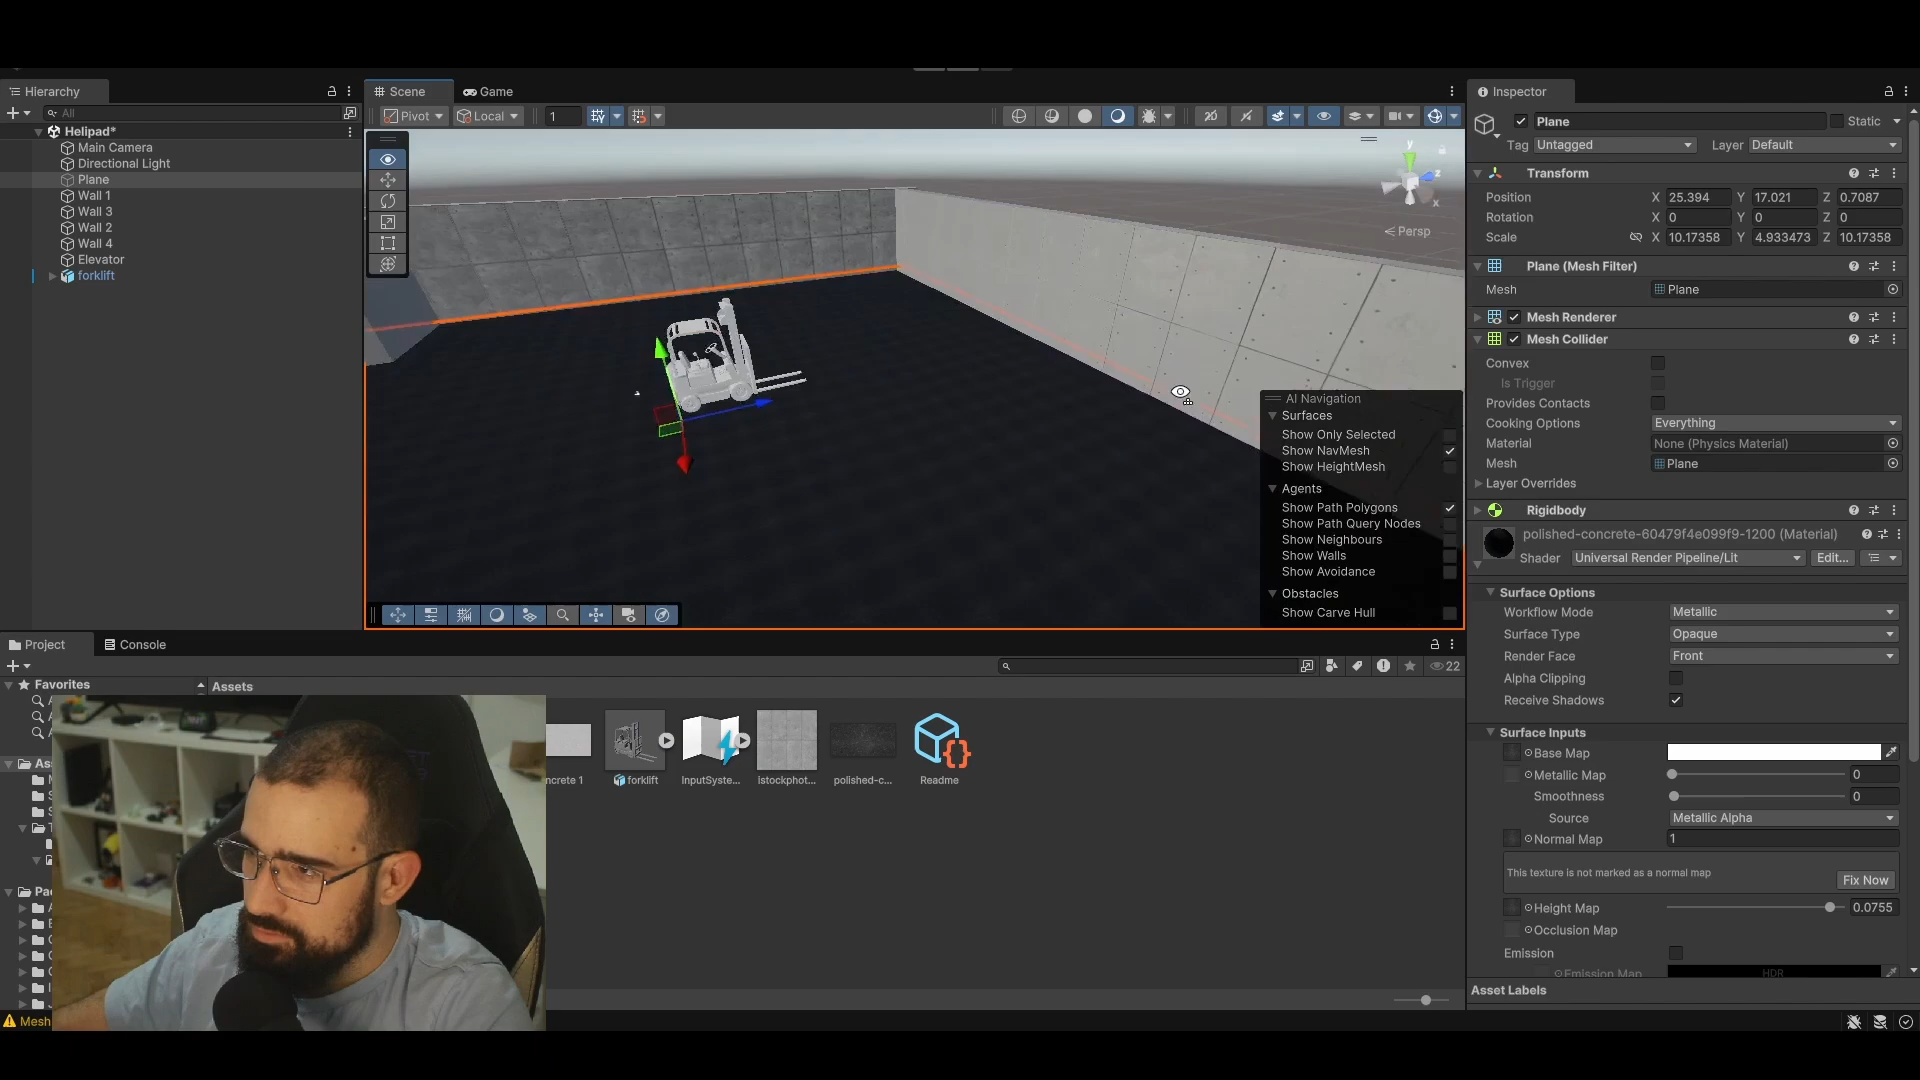 Hierarchy
All
Helipad*
Main Camera
Directional Light
Plane
Wall 1
Wall 3
Wall 2
Wall 4
Elevator
forklift
Scene
Game
Pivot
Local
1
2D
y
z
x
Persp
AI Navigation
Surfaces
Show Only Selected
Show NavMesh
Show HeightMesh
Agents
Show Path Polygons
Show Path Query Nodes
Show Neighbours
Show Walls
Show Avoidance
Obstacles
Show Carve Hull
Inspector
Plane
Static
Tag Untagged Layer Default
Transform
Position X 25.394 Y 17.021 Z 0.7087
Rotation X 0 Y 0 Z 0
Scale X 10.17358 Y 4.933473 Z 10.17358
Plane (Mesh Filter)
Mesh Plane
Mesh Renderer
Mesh Collider
Convex
Is Trigger
Provides Contacts
Cooking Options Everything
Material None (Physics Material)
Mesh Plane
Layer Overrides
Rigidbody
polished-concrete-60479f4e099f9-1200 (Material)
Shader Universal Render Pipeline/Lit Edit...
Surface Options
Workflow Mode Metallic
Surface Type Opaque
Render Face Front
Alpha Clipping
Receive Shadows
Surface Inputs
Base Map
Metallic Map 0
Smoothness 0
Source Metallic Alpha
Normal Map 1
This texture is not marked as a normal map
Fix Now
Height Map 0.0755
Occlusion Map
Emission
Emission Map HDR
Asset Labels
Project
Console
22
Favorites
Assets
Ass
Pac
ncrete 1
forklift
InputSyste...
istockphot...
polished-c...
Readme
Mesh